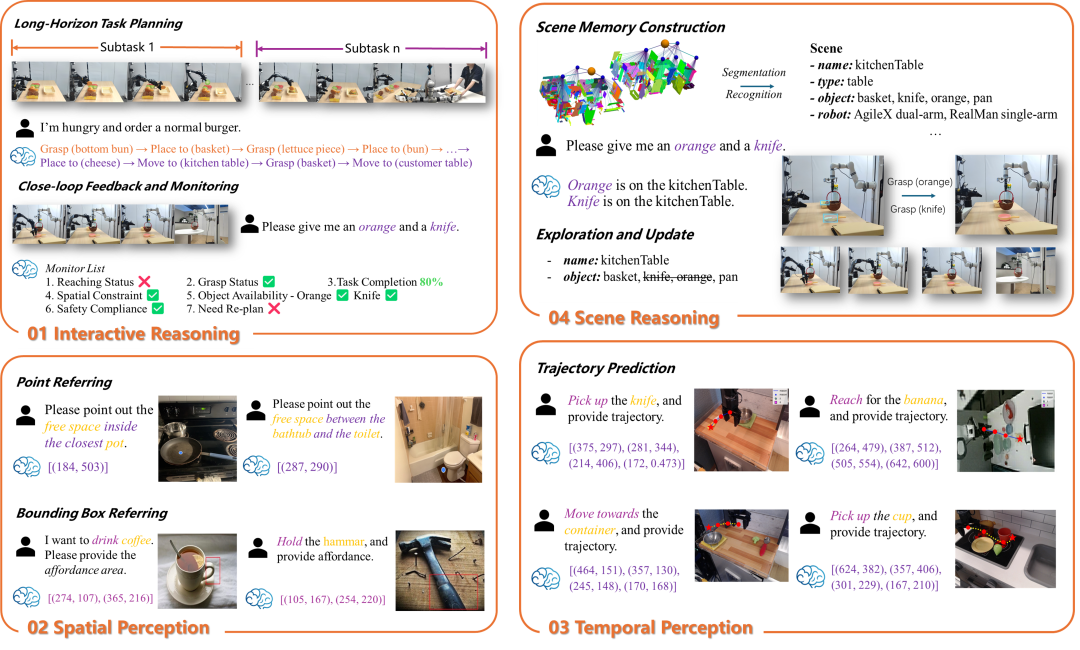 Long-Horizon Task Planning
Subtask 1
Subtask n
...
I'm hungry and order a normal burger.
Grasp (bottom bun) → Place to (basket) → Grasp (lettuce piece) → Place to (bun) → …→
Place to (cheese) → Move to (kitchen table) → Grasp (basket) → Move to (customer table)
Close-loop Feedback and Monitoring
Please give me an orange and a knife.
Monitor List
1. Reaching Status ❌ 2. Grasp Status ✅ 3.Task Completion 80%
4. Spatial Constraint ✅ 5. Object Availability - Orange ✅ Knife ✅
6. Safety Compliance ✅ 7. Need Re-plan ❌
01 Interactive Reasoning
Scene Memory Construction
Segmentation
Recognition
Scene
- name: kitchenTable
- type: table
- object: basket, knife, orange, pan
- robot: AgileX dual-arm, RealMan single-arm
…
Please give me an orange and a knife.
Orange is on the kitchenTable.
Knife is on the kitchenTable.
Grasp (orange)
Grasp (knife)
Exploration and Update
- name: kitchenTable
- object: basket, knife, orange, pan
04 Scene Reasoning
Point Referring
Please point out the
free space inside
the closest pot.
[(184, 503)]
Please point out the
free space between the
bathtub and the toilet.
[(287, 290)]
Bounding Box Referring
I want to drink coffee.
Please provide the
affordance area.
[(274, 107), (365, 216)]
Hold the hammar, and
provide affordance.
[(105, 167), (254, 220)]
02 Spatial Perception
Trajectory Prediction
Pick up the knife, and
provide trajectory.
[(375, 297), (281, 344),
(214, 406), (172, 0.473)]
Reach for the banana,
and provide trajectory.
[(264, 479), (387, 512),
(505, 554), (642, 600)]
Move towards the
container, and provide
trajectory.
[(464, 151), (357, 130),
(245, 148), (170, 168)]
Pick up the cup, and
provide trajectory.
[(624, 382), (357, 406),
(301, 229), (167, 210)]
03 Temporal Perception